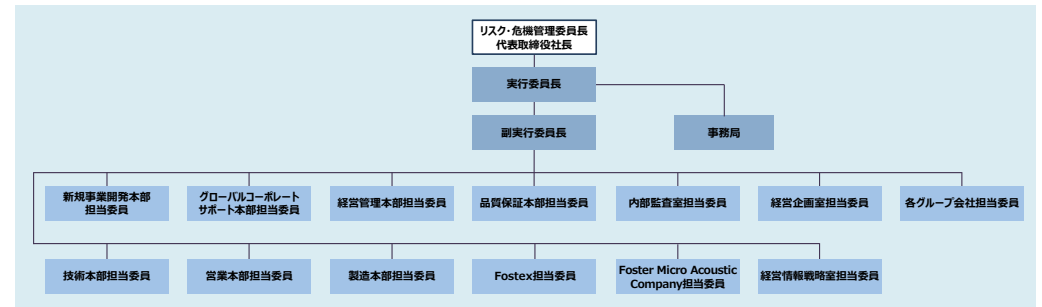 リスク・危機管理委員長
代表取締役社長
実行委員長
副実行委員長
事務局
新規事業開発本部
担当委員
グローバルコーポレート
サポート本部担当委員
経営管理本部担当委員
品質保証本部担当委員
内部監査室担当委員
経営企画室担当委員
各グループ会社担当委員
技術本部担当委員
営業本部担当委員
製造本部担当委員
Fostex担当委員
Foster Micro Acoustic
Company担当委員
経営情報戦略室担当委員